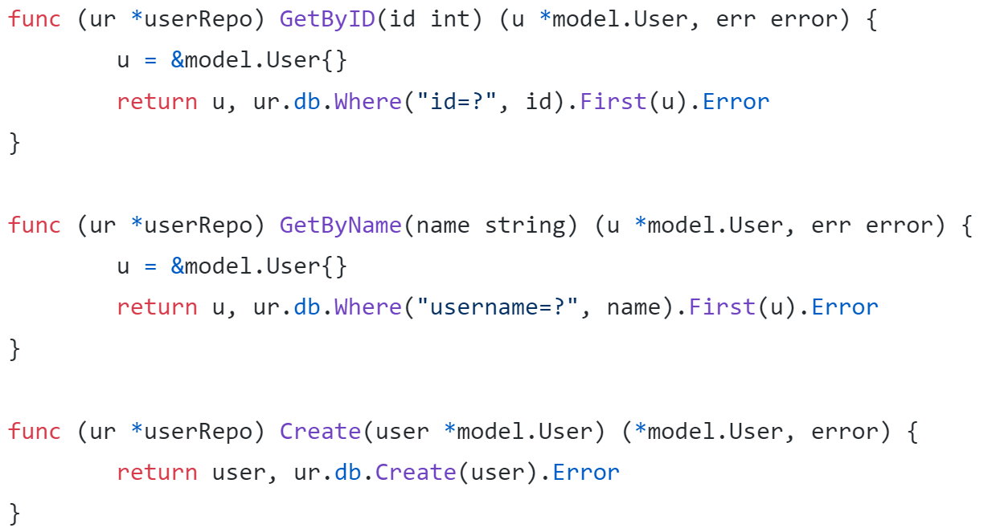 func (ur *userRepo) GetByID(id int) (u *model.User, err error) {
        u = &model.User{}
        return u, ur.db.Where("id=?", id).First(u).Error
}

func (ur *userRepo) GetByName(name string) (u *model.User, err error) {
        u = &model.User{}
        return u, ur.db.Where("username=?", name).First(u).Error
}

func (ur *userRepo) Create(user *model.User) (*model.User, error) {
        return user, ur.db.Create(user).Error
}